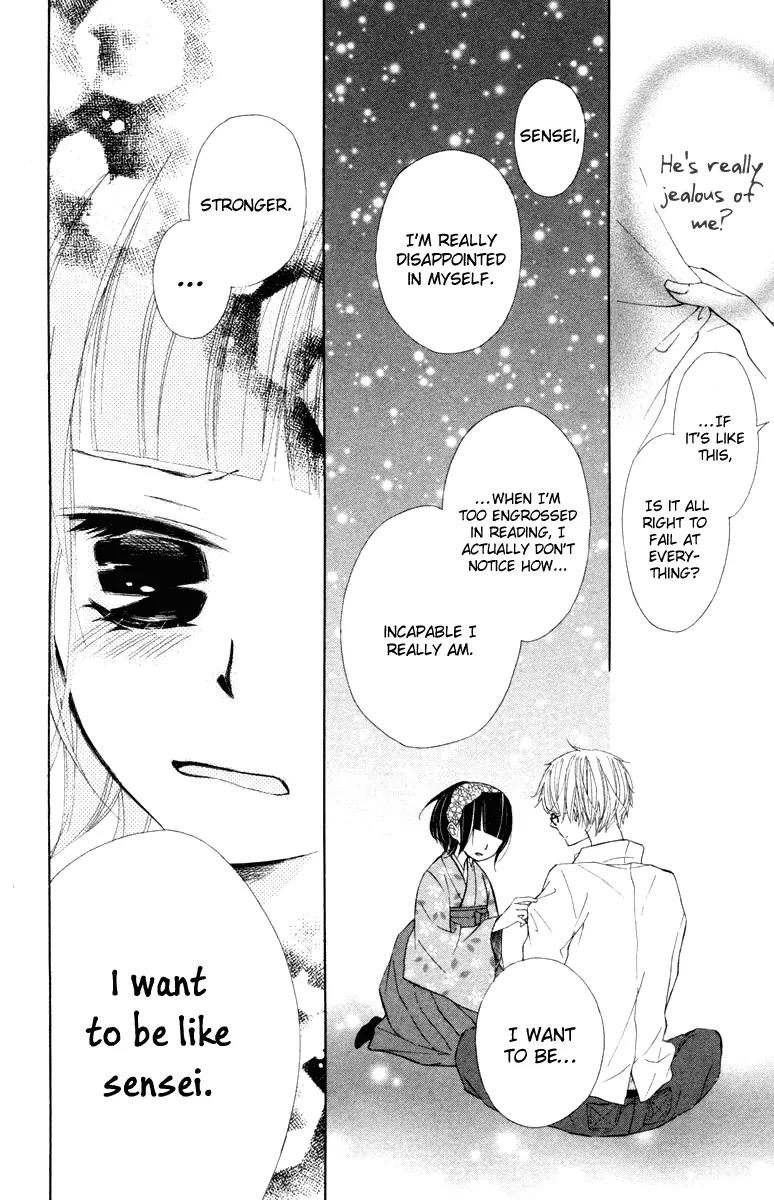 He's really
jealous of
me?
...IF
IT'S LIKE
THIS,
IS IT ALL
RIGHT TO
FAIL AT
EVERY-
THING?
SENSEI,
I'M REALLY
DISAPPOINTED
IN MYSELF.
...WHEN I'M
TOO ENGROSSED
IN READING, I
ACTUALLY DON'T
NOTICE HOW...
INCAPABLE I
REALLY AM.
I WANT
TO BE...
STRONGER.
...
I want
to be like
sensei.